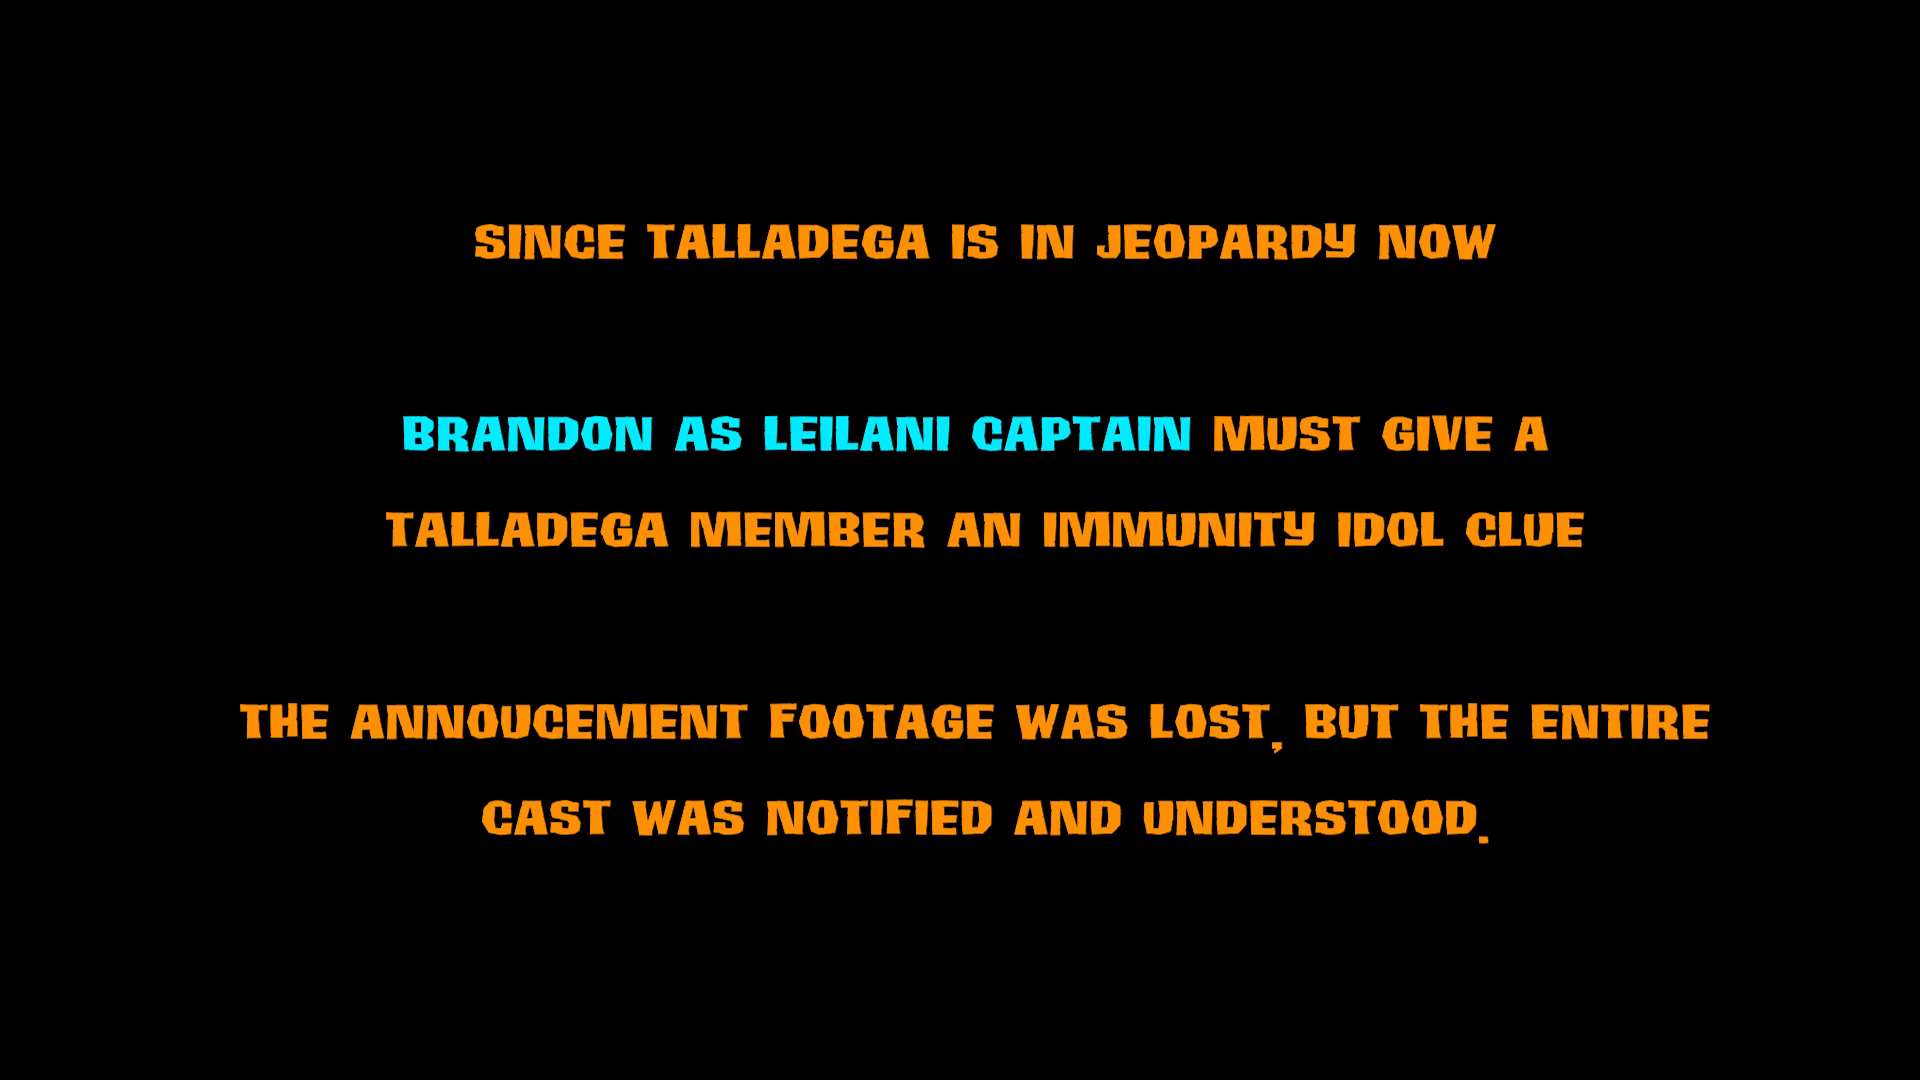 SINCE TALLADEGA IS IN JEOPARDY NOW
BRANDON AS LEILANI CAPTAIN MUST GIVE A
TALLADEGA MEMBER AN IMMUNITY IDOL CLUE
THE ANNOUCEMENT FOOTAGE WAS LOST, BUT THE ENTIRE
CAST WAS NOTIFIED AND UNDERSTOOD.